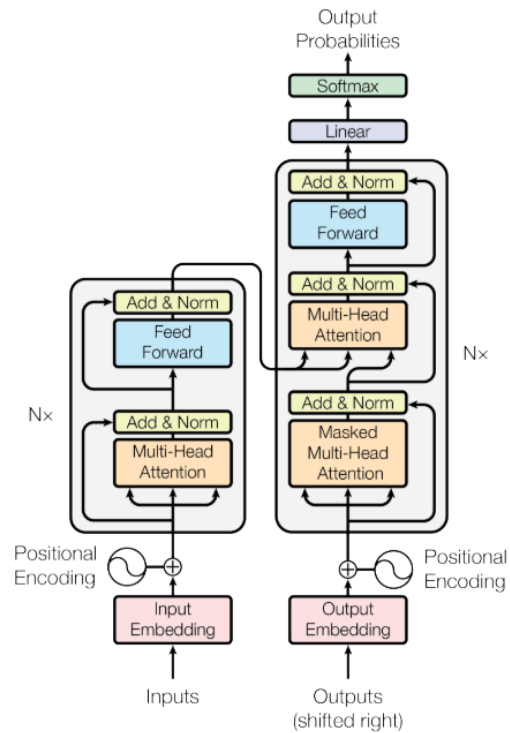 Output
Probabilities
Softmax
Linear
Add & Norm
Feed
Forward
Add & Norm
Multi-Head
Attention
Add & Norm
Masked
Multi-Head
Attention
N×
Add & Norm
Feed
Forward
Add & Norm
Multi-Head
Attention
N×
Positional
Encoding
Positional
Encoding
Input
Embedding
Output
Embedding
Inputs
Outputs
(shifted right)